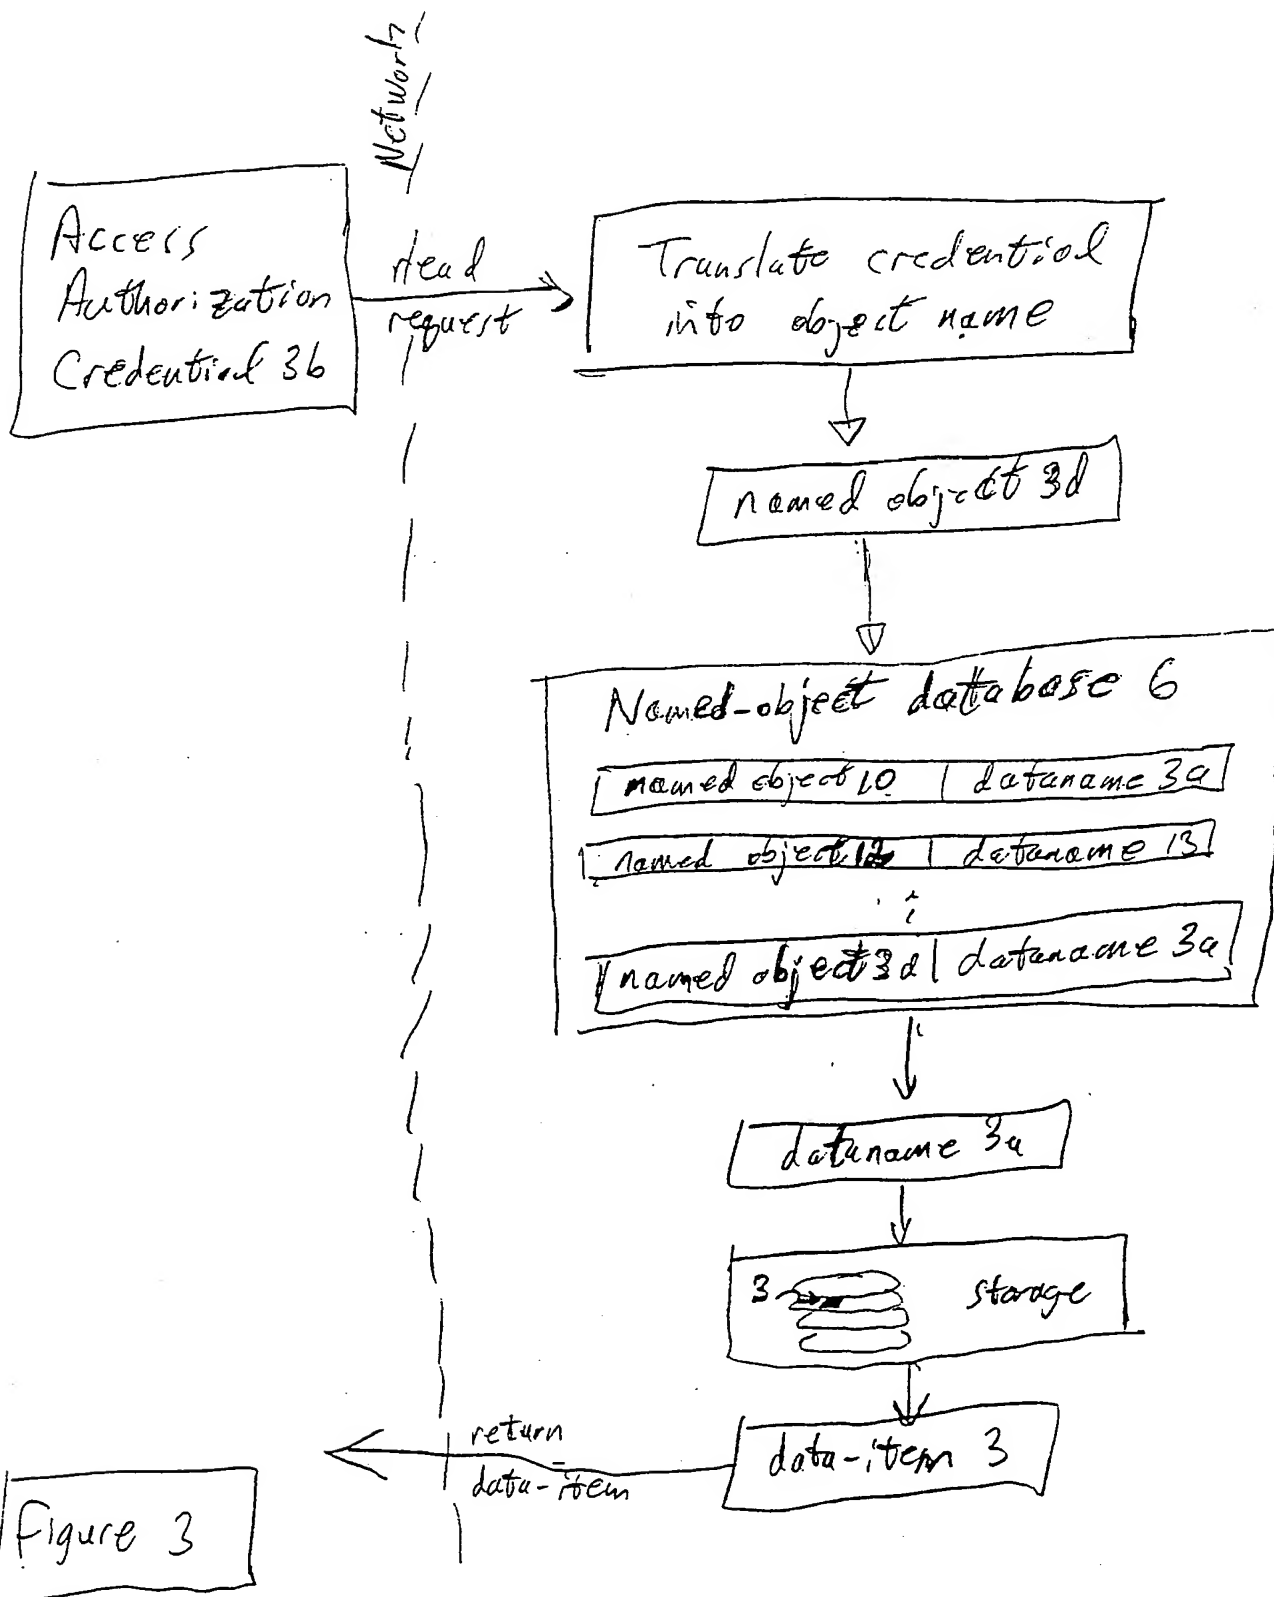 Network
Access
Authorization
Credential 3b
read
request
Translate credential
into object name
named object 3d
Named-object database 6
named object 10 | dataname 3a
named object 12 | dataname 13
named object 3d | dataname 3a
dataname 3a
3
storage
return
data-item
data-item 3
Figure 3